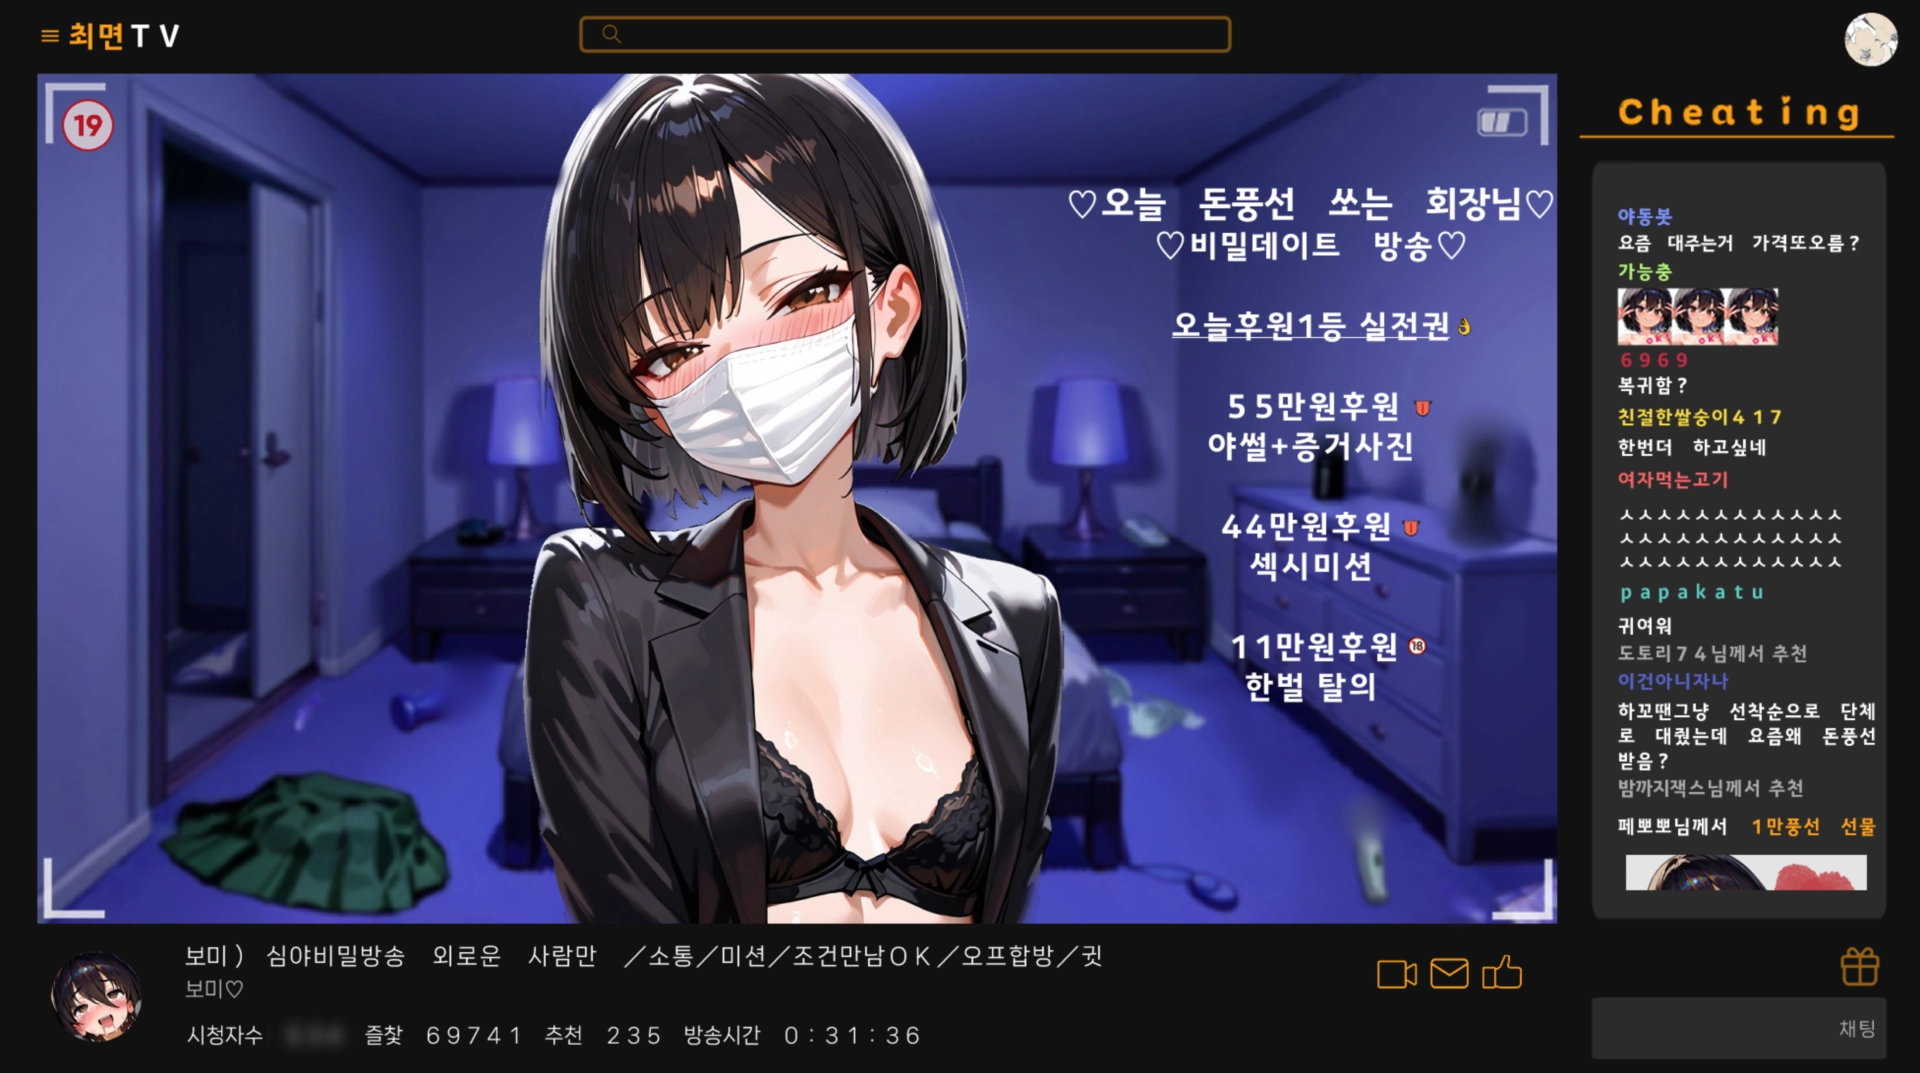 최면TV
19
Cheating
♡오늘 돈풍선 쏘는 회장님♡
♡비밀데이트 방송♡
오늘후원1등 실전권👌
55만원후원
야썰+증거사진
44만원후원
섹시미션
11만원후원🔞
한벌 탈의
야동봇
요즘 대주는거 가격또오름?
가능충
6969
복귀함?
친절한쌀숭이417
한번더 하고싶네
여자먹는고기
ㅅㅅㅅㅅㅅㅅㅅㅅㅅㅅㅅㅅ
ㅅㅅㅅㅅㅅㅅㅅㅅㅅㅅㅅㅅ
ㅅㅅㅅㅅㅅㅅㅅㅅㅅㅅㅅㅅ
papakatu
귀여워
도토리74님께서 추천
이건아니자나
하꼬땐그냥 선착순으로 단체
로 대줬는데 요즘왜 돈풍선
받음?
밤까지잭스님께서 추천
페뽀뽀님께서 1만풍선 선물
보미) 심야비밀방송 외로운 사람만 /소통/미션/조건만남OK/오프합방/귓
보미♡
시청자수 즐찾 69741 추천 235 방송시간 0:31:36
채팅